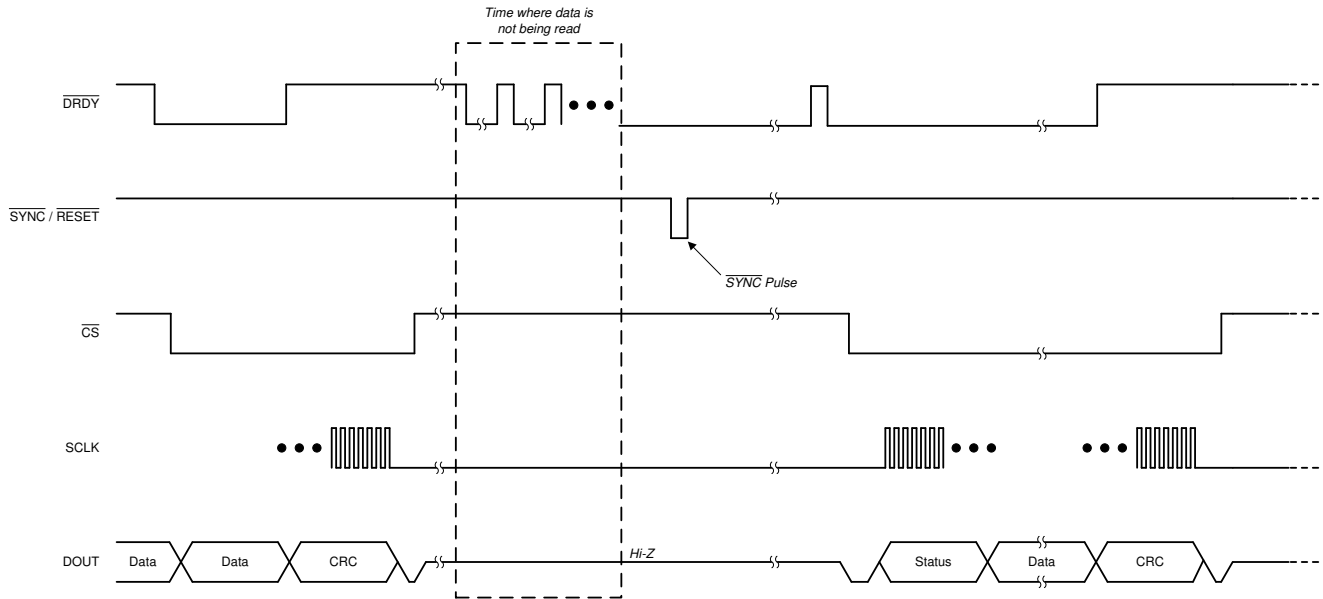 Time where data is
not being read
DRDY
SYNC / RESET
SYNC Pulse
CS
SCLK
DOUT
Data
Data
CRC
Hi-Z
Status
Data
CRC